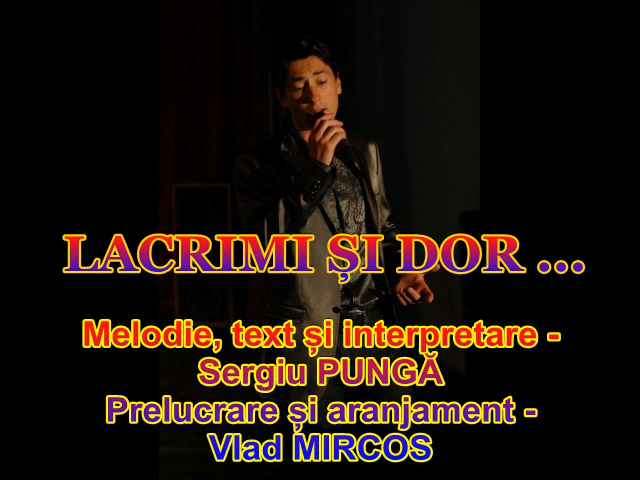 LACRIMI ȘI DOR ...
Melodie, text și interpretare -
Sergiu PUNGĂ
Prelucrare și aranjament -
Vlad MIRCOS